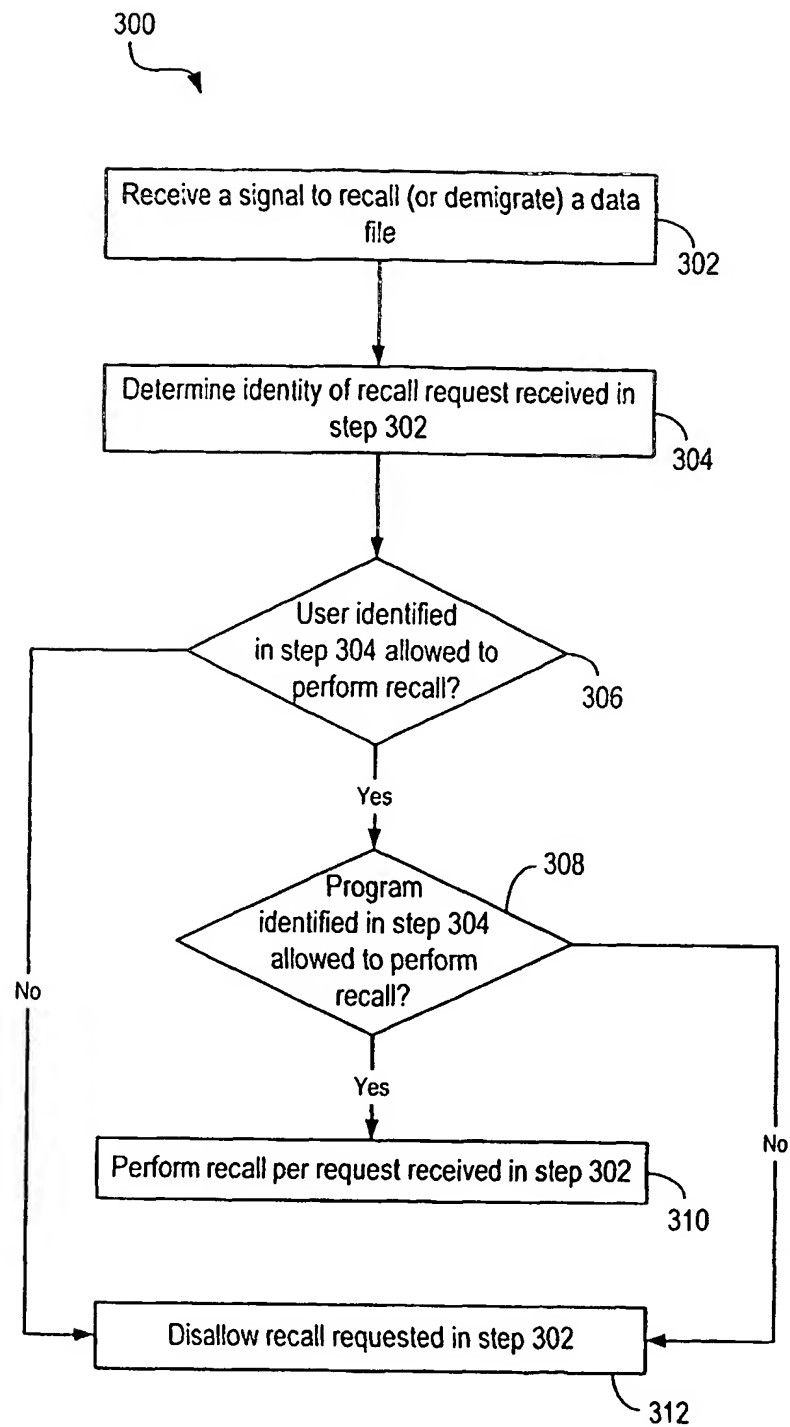 300
Receive a signal to recall (or demigrate) a data
file
302
Determine identity of recall request received in
step 302
304
User identified
in step 304 allowed to
perform recall?
306
Yes
308
Program
identified in step 304
allowed to perform
recall?
No
Yes
No
Perform recall per request received in step 302
310
Disallow recall requested in step 302
312